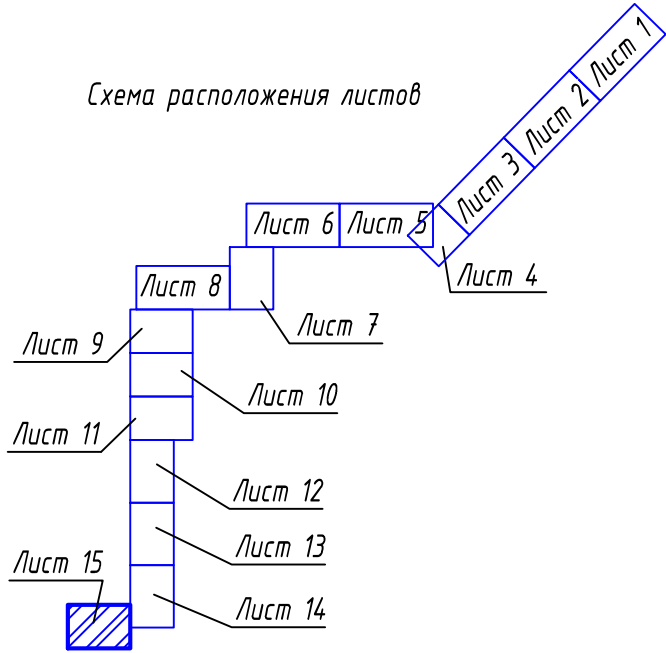 Схема расположения листов
Лист 1
Лист 2
Лист 3
Лист 4
Лист 5
Лист 6
Лист 7
Лист 8
Лист 9
Лист 10
Лист 11
Лист 12
Лист 13
Лист 14
Лист 15